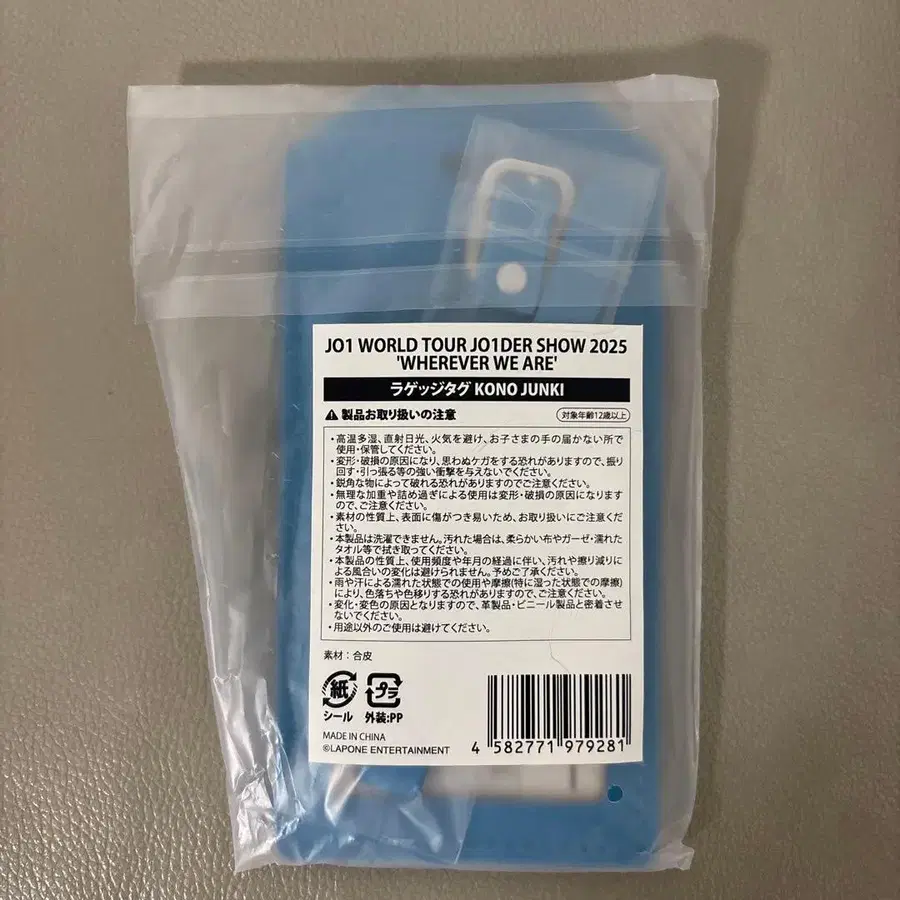 JO1 WORLD TOUR JO1DER SHOW 2025
'WHEREVER WE ARE'
ラゲッジタグ KONO JUNKI
製品お取り扱いの注意
対象年齢12歳以上
・高温多湿、直射日光、火気を避け、お子さまの手の届かない所で
使用・保管してください。
・変形・破損の原因になり、思わぬケガをする恐れがありますので、振り
回す・引っ張る等の強い衝撃を与えないでください。
・鋭角な物によって破れる恐れがありますのでご注意ください。
・無理な加重や詰め過ぎによる使用は変形・破損の原因になります
ので、ご注意ください。
・素材の性質上、表面に傷がつき易いため、お取り扱いにご注意くださ
い。
・本製品は洗濯できません。汚れた場合は、柔らかい布やガーゼ・濡れた
タオル等で拭き取ってください。
・本製品の性質上、使用頻度や年月の経過に伴い、汚れや擦り減りに
よる風合いの変化は避けられません。予めご了承ください。
・雨や汗による濡れた状態での使用や摩擦(特に湿った状態での摩擦)
により、色落ちや色移りする恐れがありますので、ご注意ください。
・変化・変色の原因となりますので、革製品・ビニール製品と密着させ
ないでください。
・用途以外のご使用は避けてください。
素材：合皮
紙 プラ
シール 外装:PP
MADE IN CHINA
©LAPONE ENTERTAINMENT
4 582771 979281